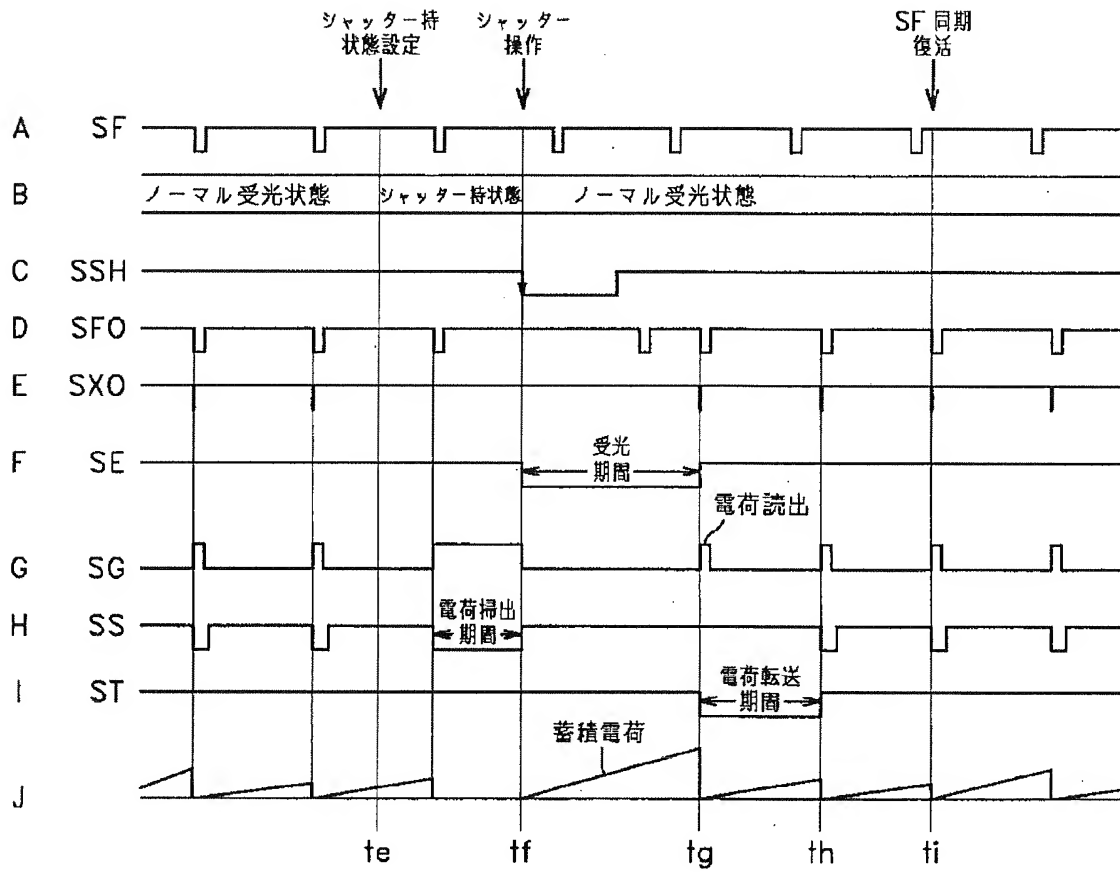 シャッター持
状態設定
シャッター
操作
SF 同期
復活
A SF
B ノーマル受光状態 シャッター持状態 ノーマル受光状態
C SSH
D SFO
E SXO
F SE 受光
期間
電荷読出
G SG
H SS 電荷掃出
期間
I ST 電荷転送
期間
蓄積電荷
J
te tf tg th ti